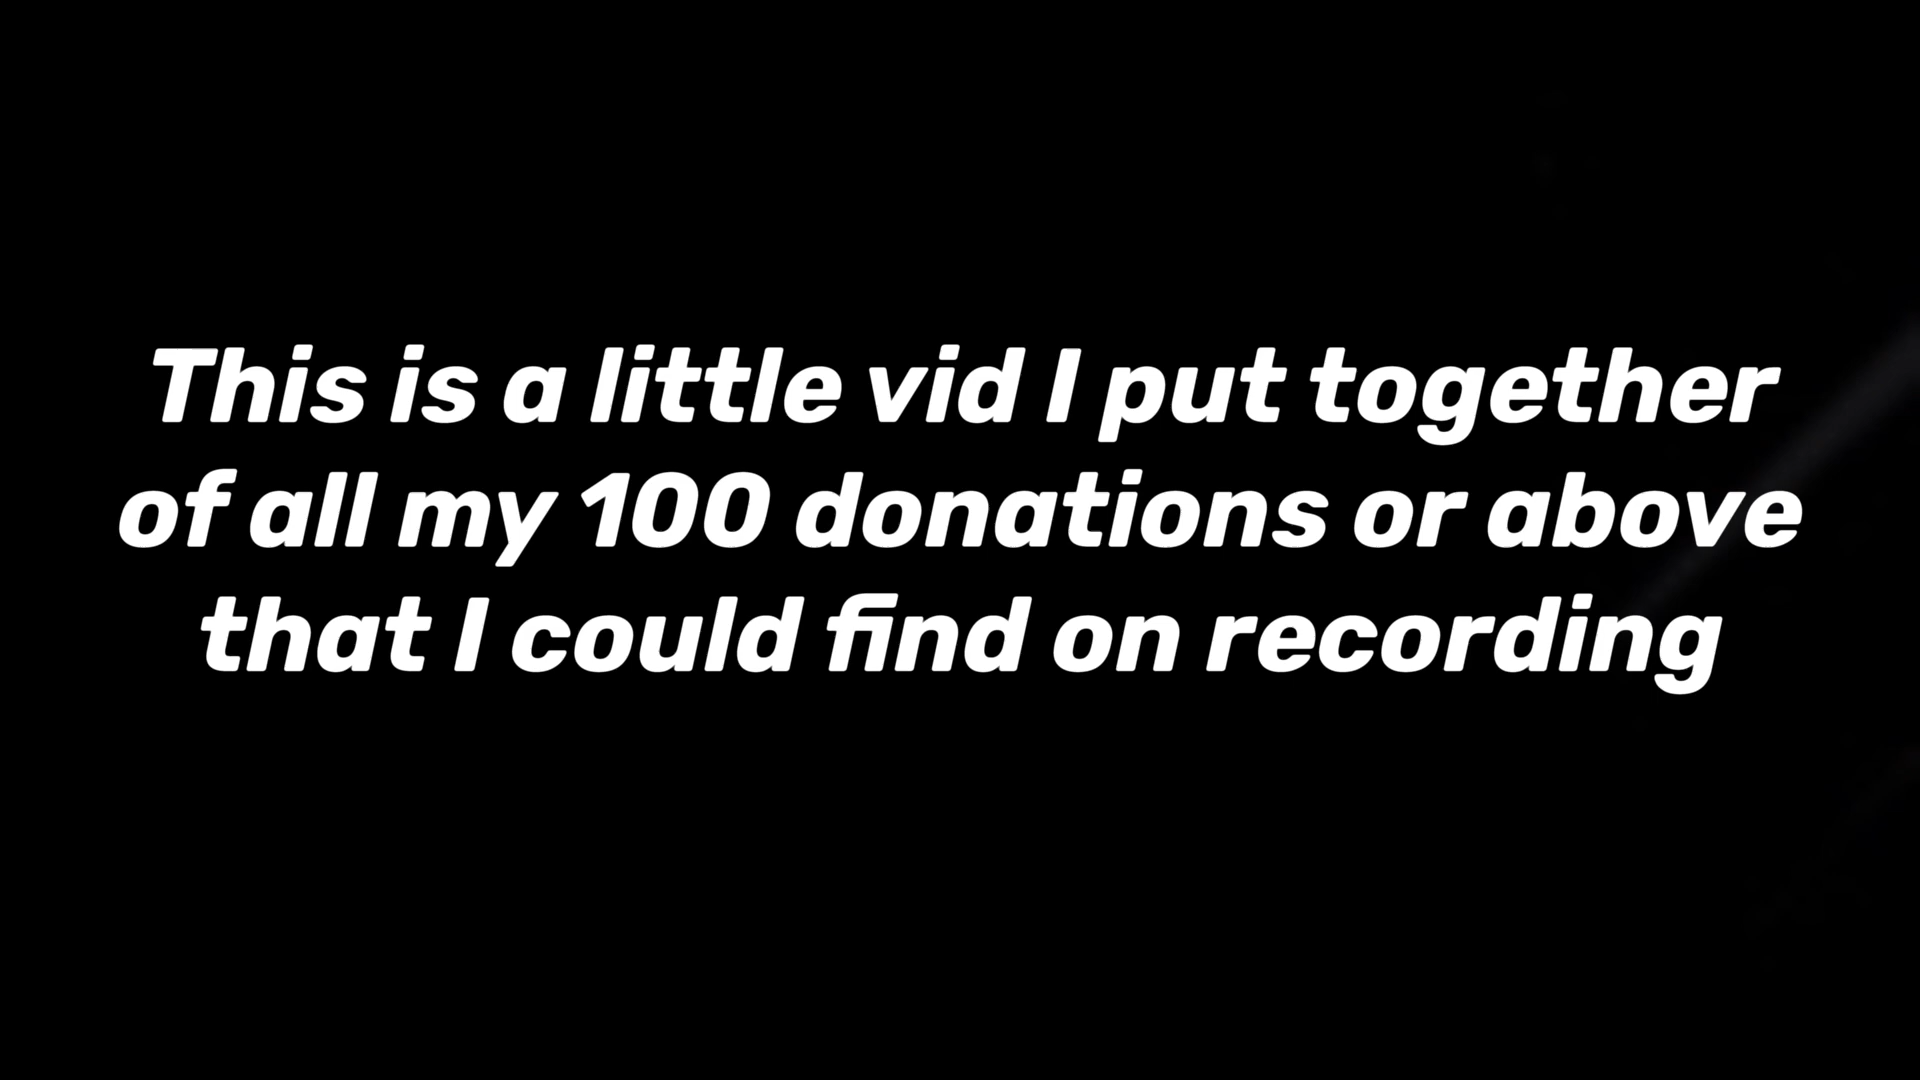 This is a little vid I put together
of all my 100 donations or above
that I could find on recording